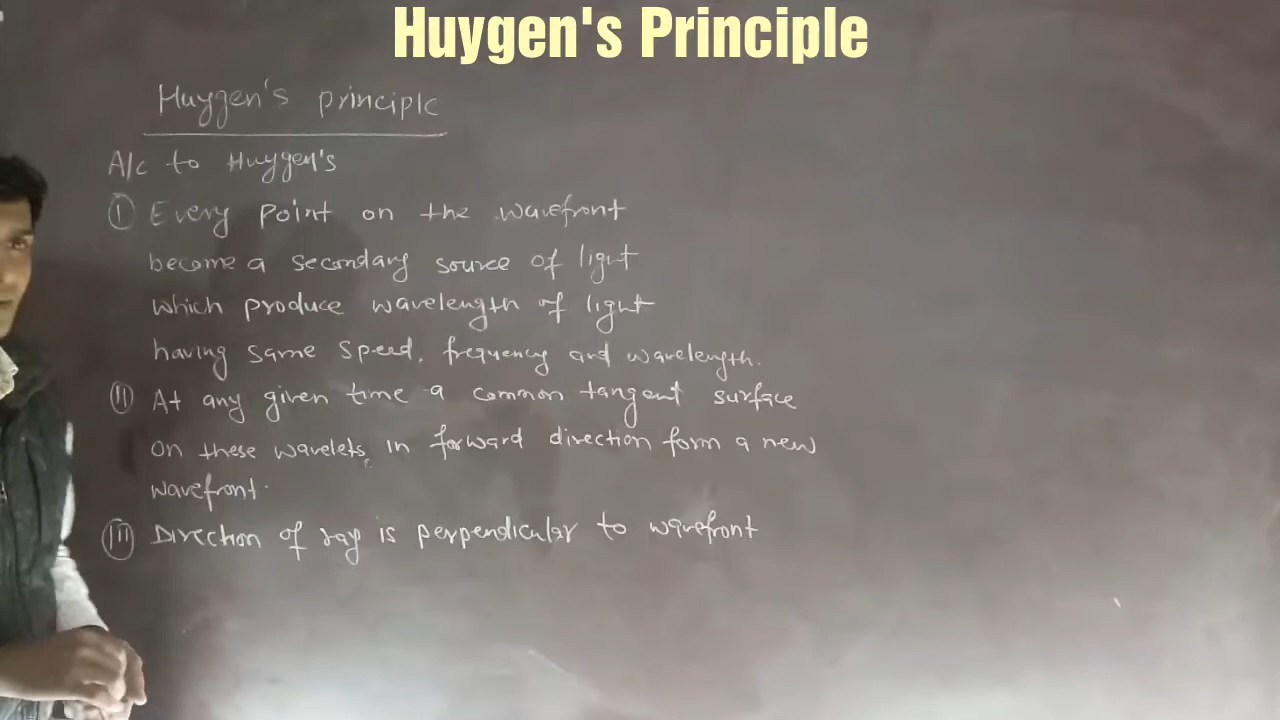 Huygen's Principle
Huygen's principle
A/c to Huygen's
(I) Every point on the wavefront
become a secondary source of light
which produce wavelength of light
having same speed, frequency and wavelength.
(II) At any given time a common tangent surface
on these wavelets, in forward direction form a new
wavefront.
(III) Direction of ray is perpendicular to wavefront